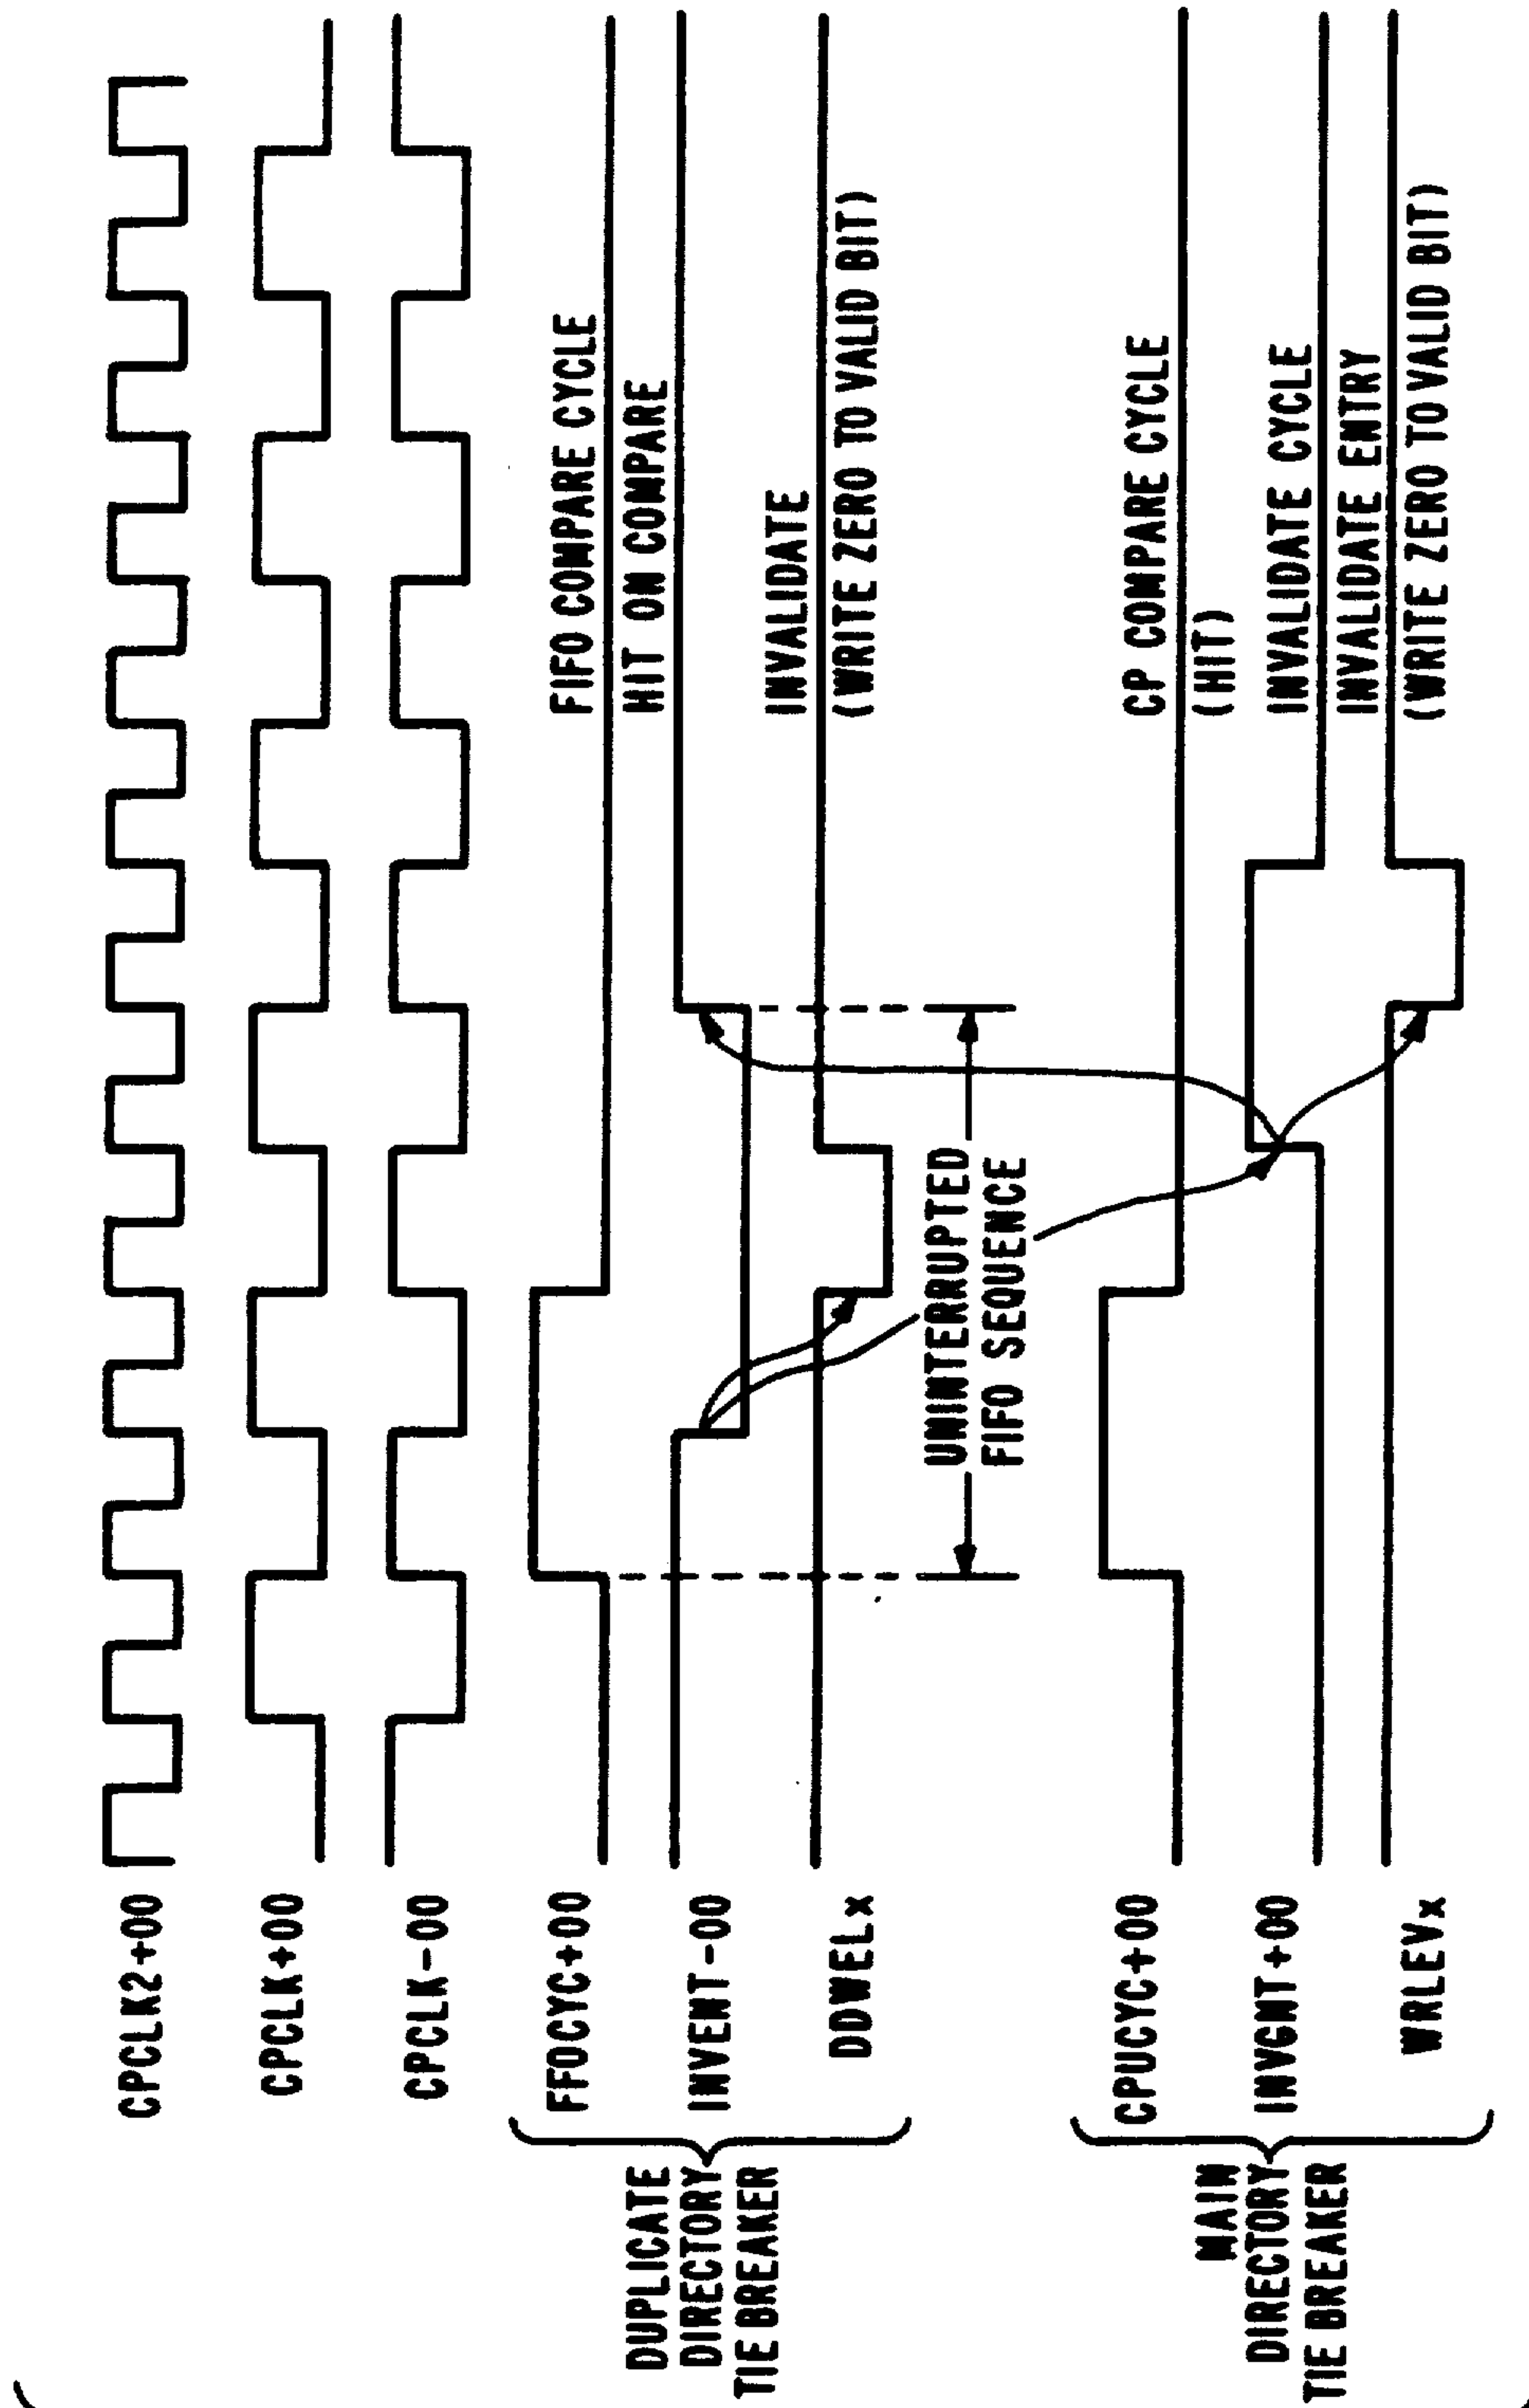 CPCLK2+00
CPCLK+00
CPCLK-00
DUPLICATE
DIRECTORY
TIE BREAKER
FFOCYC+00
FIFO COMPARE CYCLE
INVENT-00
HIT ON COMPARE
DDWELx
INVALIDATE
(WRITE ZERO TO VALID BIT)
UNINTERRUPTED
FIFO SEQUENCE
MAIN
DIRECTORY
TIE BREAKER
CPUCYC+00
CP COMPARE CYCLE
(HIT)
INVGNT+00
INVALIDATE CYCLE
WRLEVx
INVALIDATE ENTRY
(WRITE ZERO TO VALID BIT)